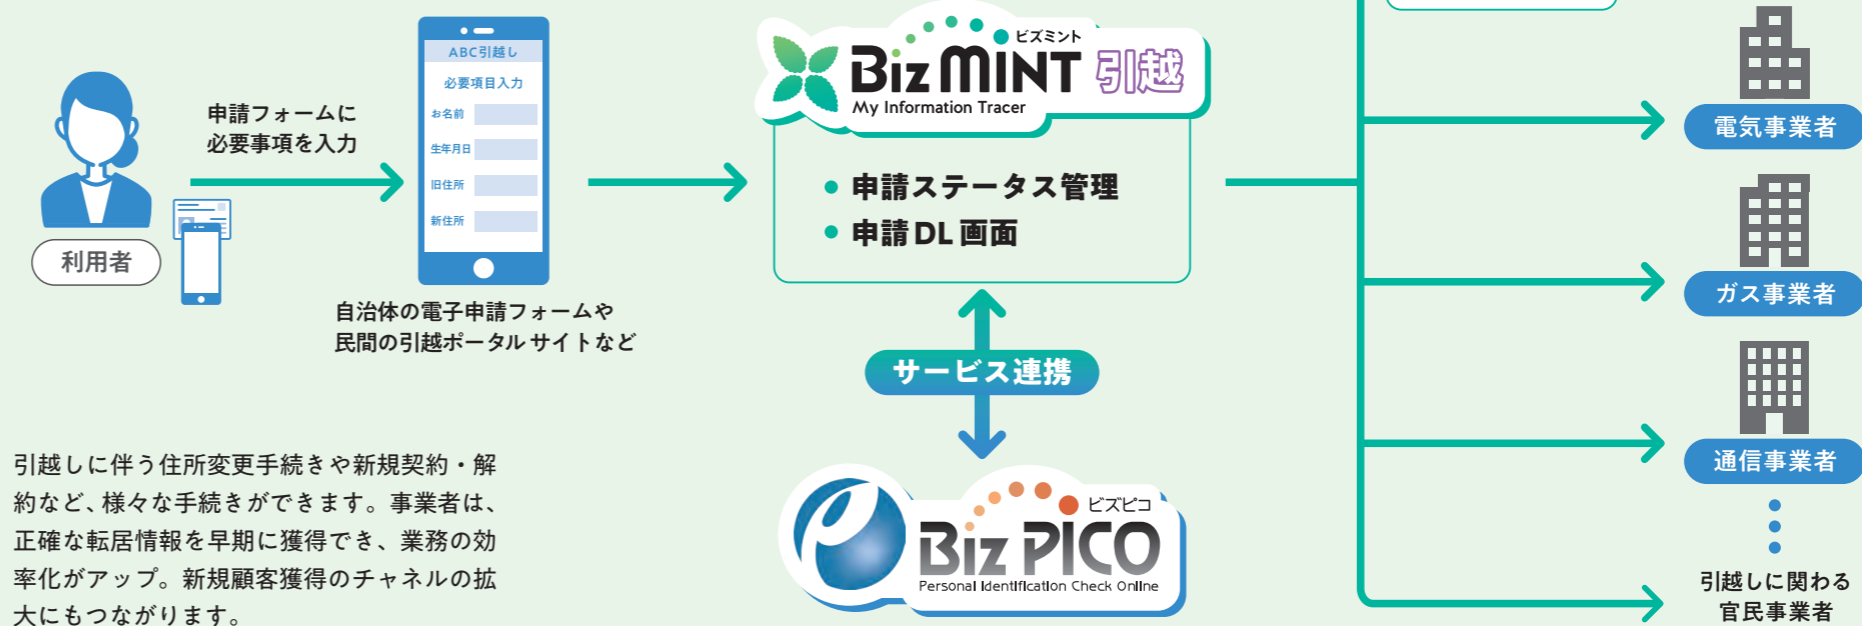 利用者
申請フォームに
必要事項を入力
ABC引越し
必要項目入力
お名前
生年月日
旧住所
新住所
自治体の電子申請フォームや
民間の引越ポータルサイトなど
ビズミント
Biz MINT 引越
My Information Tracer
• 申請ステータス管理
• 申請DL画面
サービス連携
ビズピコ
Biz PICO
Personal Identification Check Online
電気事業者
ガス事業者
通信事業者
引越しに関わる
官民事業者
引越しに伴う住所変更手続きや新規契約・解
約など、様々な手続きができます。事業者は、
正確な転居情報を早期に獲得でき、業務の効
率化がアップ。新規顧客獲得のチャネルの拡
大にもつながります。